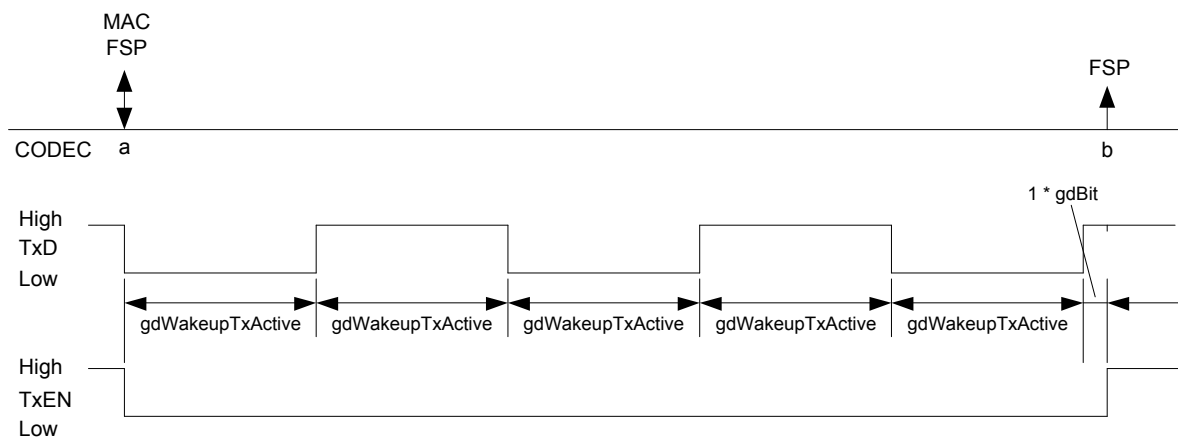 MAC
FSP
FSP
CODEC a b
1 * gdBit
High
TxD
Low
gdWakeupTxActive gdWakeupTxActive gdWakeupTxActive gdWakeupTxActive gdWakeupTxActive
High
TxEN
Low